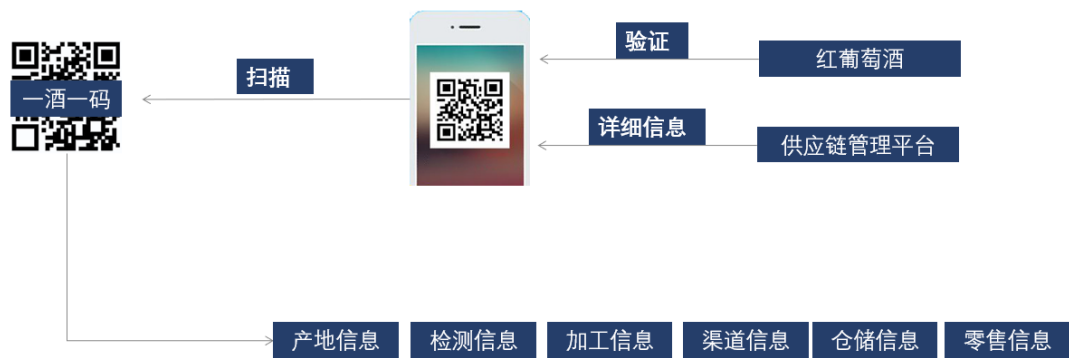 验证
红葡萄酒
扫描
一酒一码
详细信息
供应链管理平台
产地信息
检测信息
加工信息
渠道信息
仓储信息
零售信息